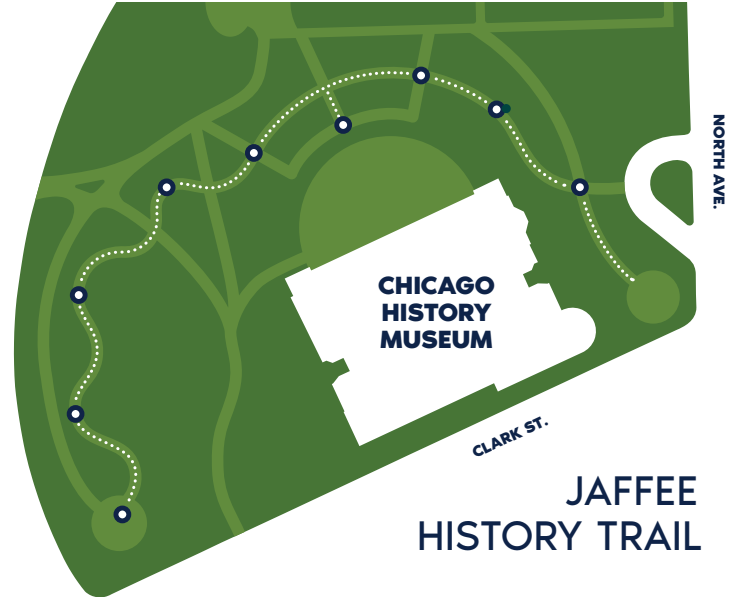 NORTH AVE.
CHICAGO
HISTORY
MUSEUM
CLARK ST.
JAFFEE
HISTORY TRAIL